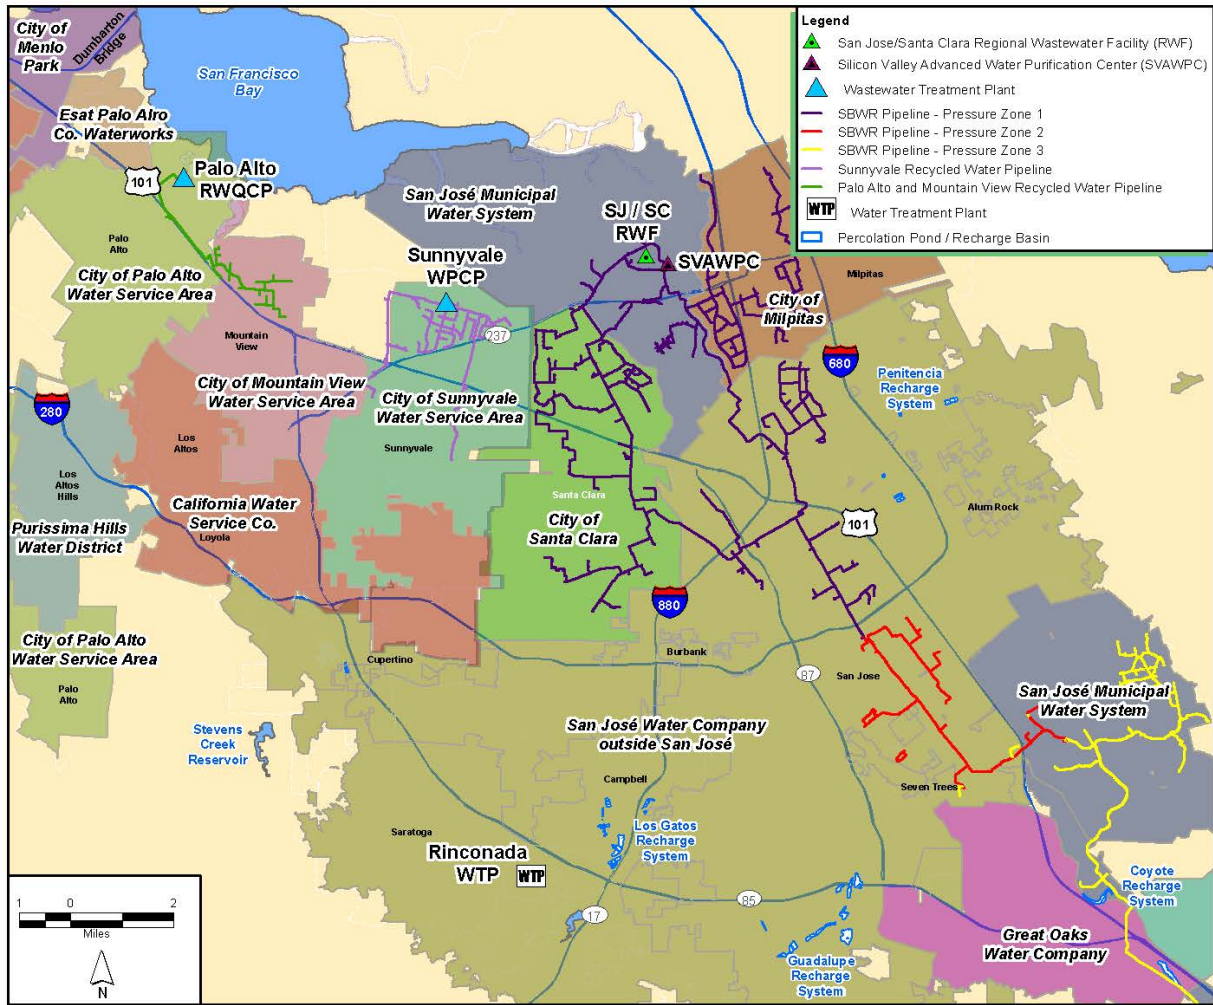 City of
Menlo
Park
Dumbarton
Bridge
San Francisco
Bay
Esat Palo Alro
Co. Waterworks
101
Palo Alto
RWQCP
Palo
Alto
City of Palo Alto
Water Service Area
San José Municipal
Water System
SJ / SC
RWF
SVAWPC
Sunnyvale
WPCP
237
Mountain
View
City of Mountain View
Water Service Area
City of Sunnyvale
Water Service Area
Sunnyvale
Milpitas
City of
Milpitas
680
Penitencia
Recharge
System
280
Los
Altos
Los
Altos
Hills
Purissima Hills
Water District
California Water
Service Co.
Loyola
Santa Clara
City of
Santa Clara
101
Alum Rock
880
City of Palo Alto
Water Service Area
Palo
Alto
Cupertino
Burbank
87
San Jose
San José Municipal
Water System
Stevens
Creek
Reservoir
San José Water Company
outside San José
Campbell
Seven Trees
Saratoga
Los Gatos
Recharge
System
Rinconada
WTP
WTP
85
17
Coyote
Recharge
System
Great Oaks
Water Company
Guadalupe
Recharge
System
Legend
San Jose/Santa Clara Regional Wastewater Facility (RWF)
Silicon Valley Advanced Water Purification Center (SVAWPC)
Wastewater Treatment Plant
SBWR Pipeline - Pressure Zone 1
SBWR Pipeline - Pressure Zone 2
SBWR Pipeline - Pressure Zone 3
Sunnyvale Recycled Water Pipeline
Palo Alto and Mountain View Recycled Water Pipeline
WTP Water Treatment Plant
Percolation Pond / Recharge Basin
1 0 2
Miles
N